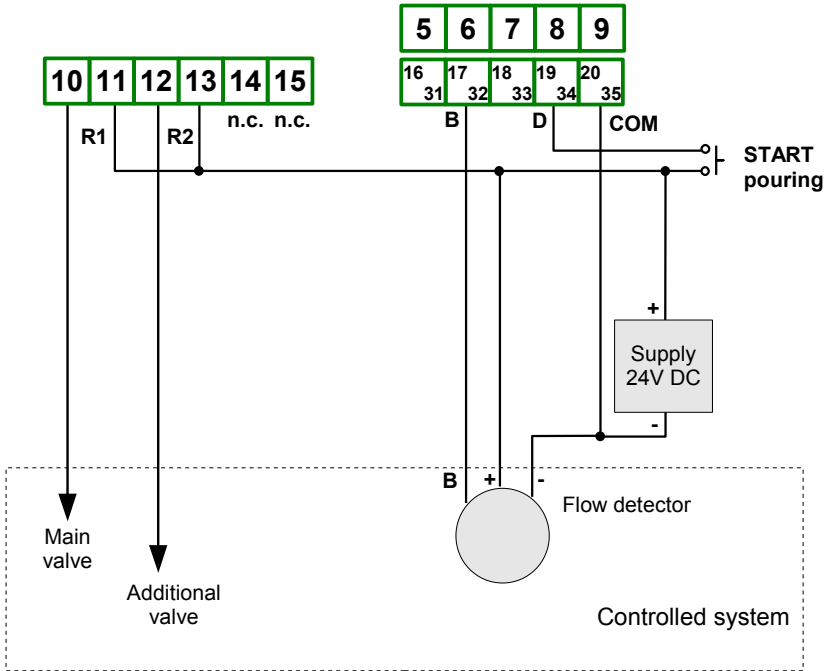 5 6 7 8 9
10 11 12 13 14 15
16 17 18 19 20
31 32 33 34 35
n.c. n.c.
R1 R2
B D COM
START
pouring
+
Supply
24V DC
-
B + -
Flow detector
Main
valve
Additional
valve
Controlled system